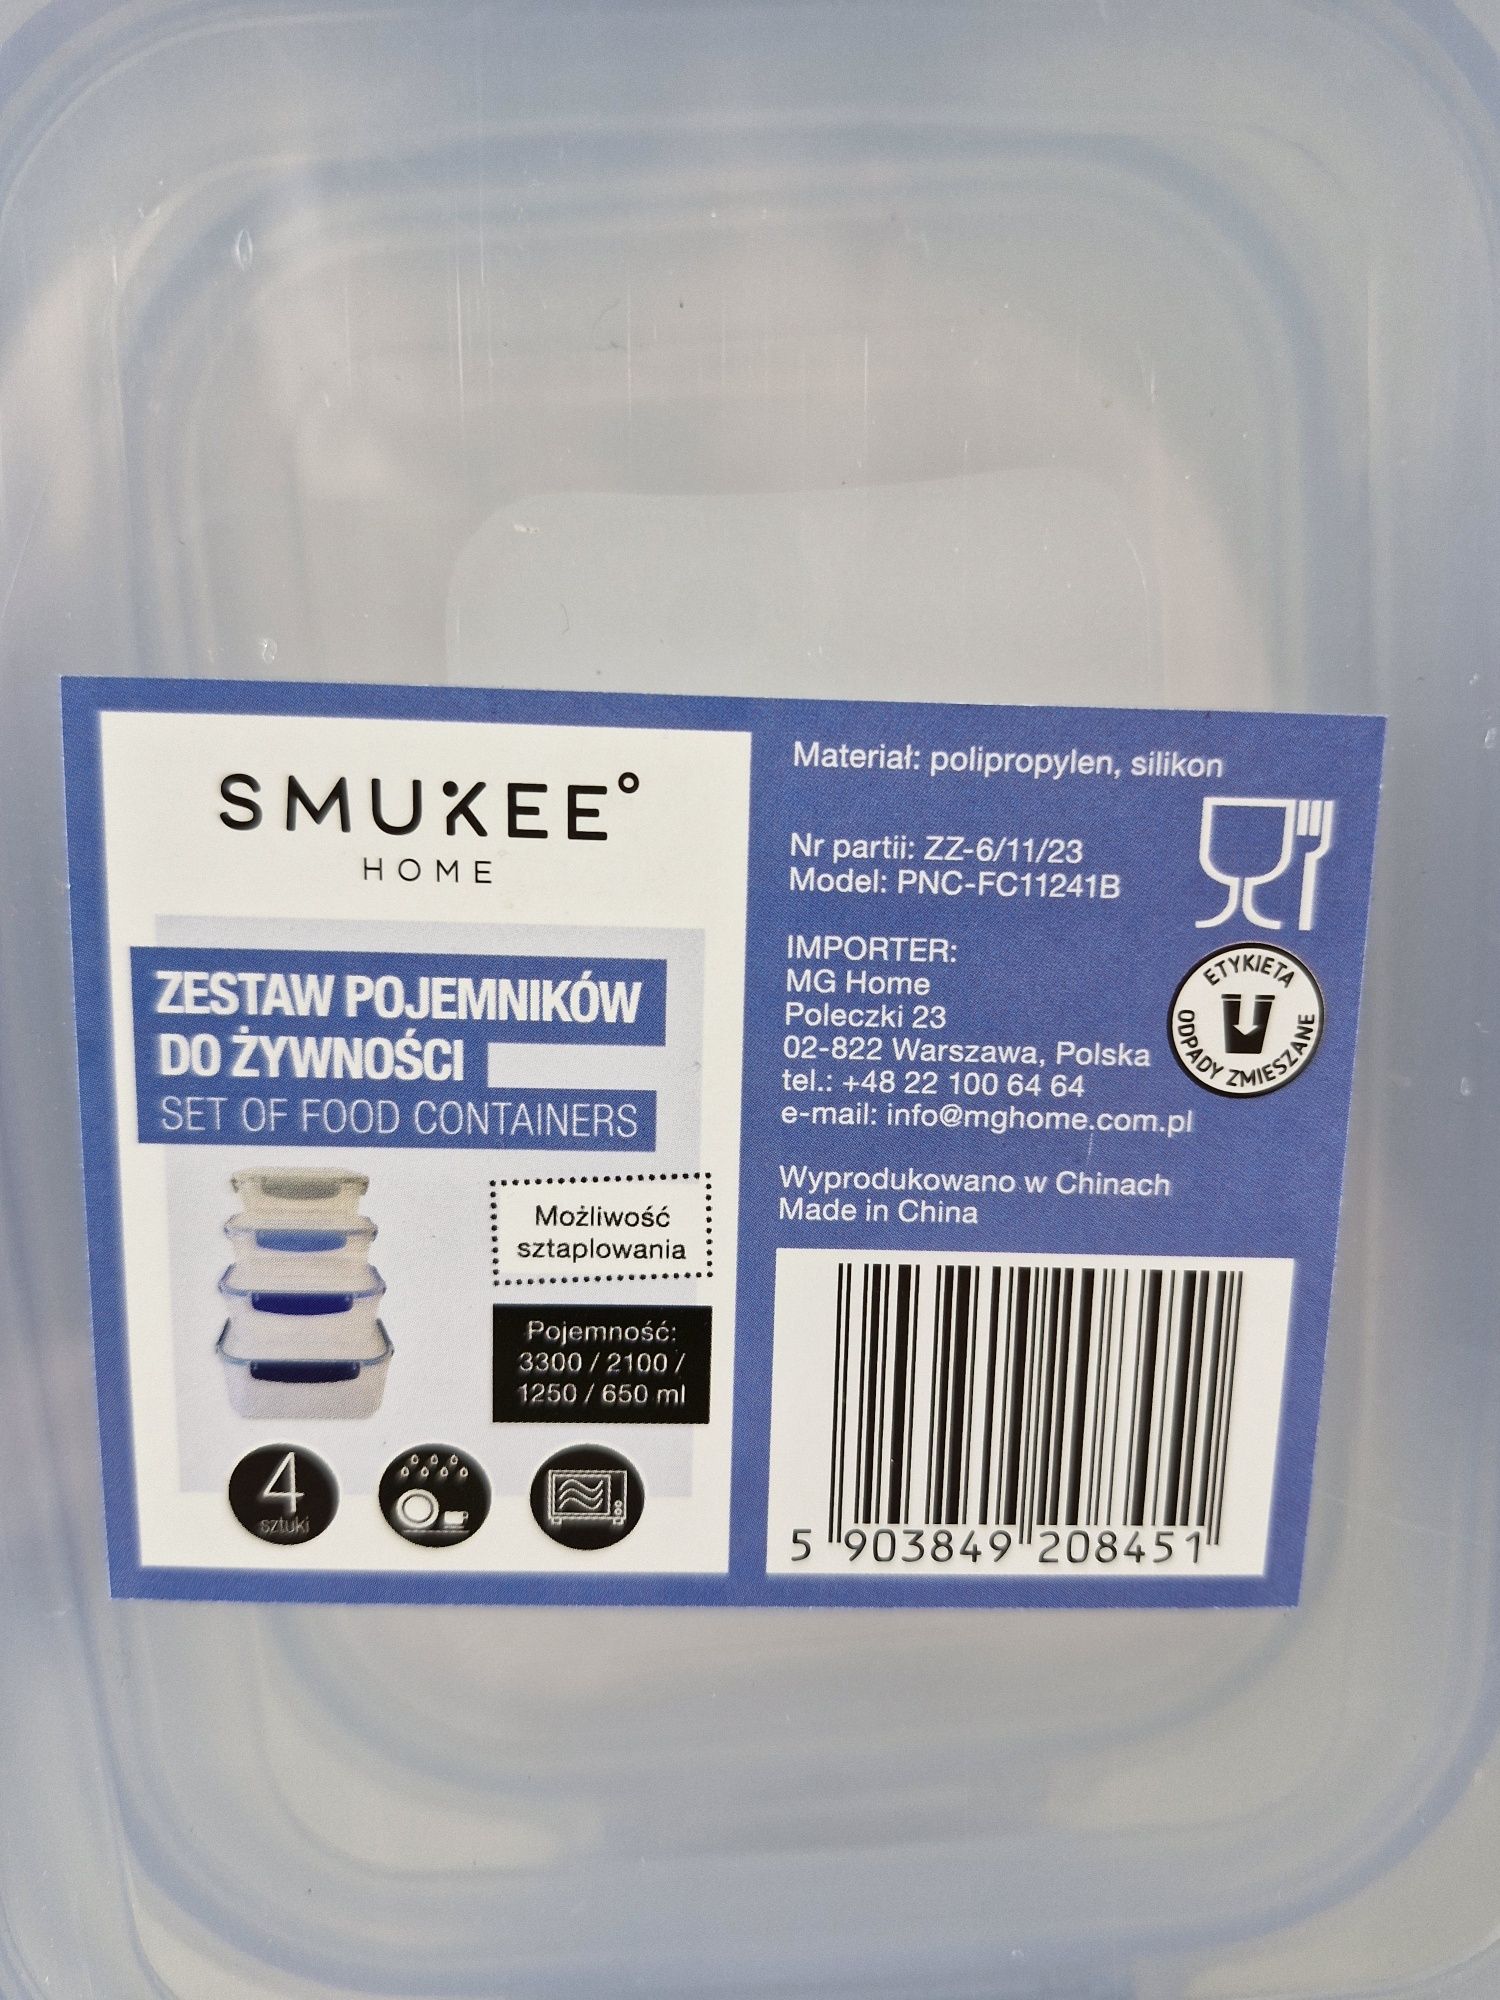 SMUKEE°
HOME
ZESTAW POJEMNIKÓW
DO ŻYWNOŚCI
SET OF FOOD CONTAINERS
Możliwość
sztaplowania
Pojemność:
3300 / 2100 /
1250 / 650 ml
4
sztuki
Materiał: polipropylen, silikon
Nr partii: ZZ-6/11/23
Model: PNC-FC11241B
IMPORTER:
MG Home
Poleczki 23
02-822 Warszawa, Polska
tel.: +48 22 100 64 64
e-mail: info@mghome.com.pl
ETYKIETA
ODPADY ZMIESZANE
Wyprodukowano w Chinach
Made in China
5 903849 208451